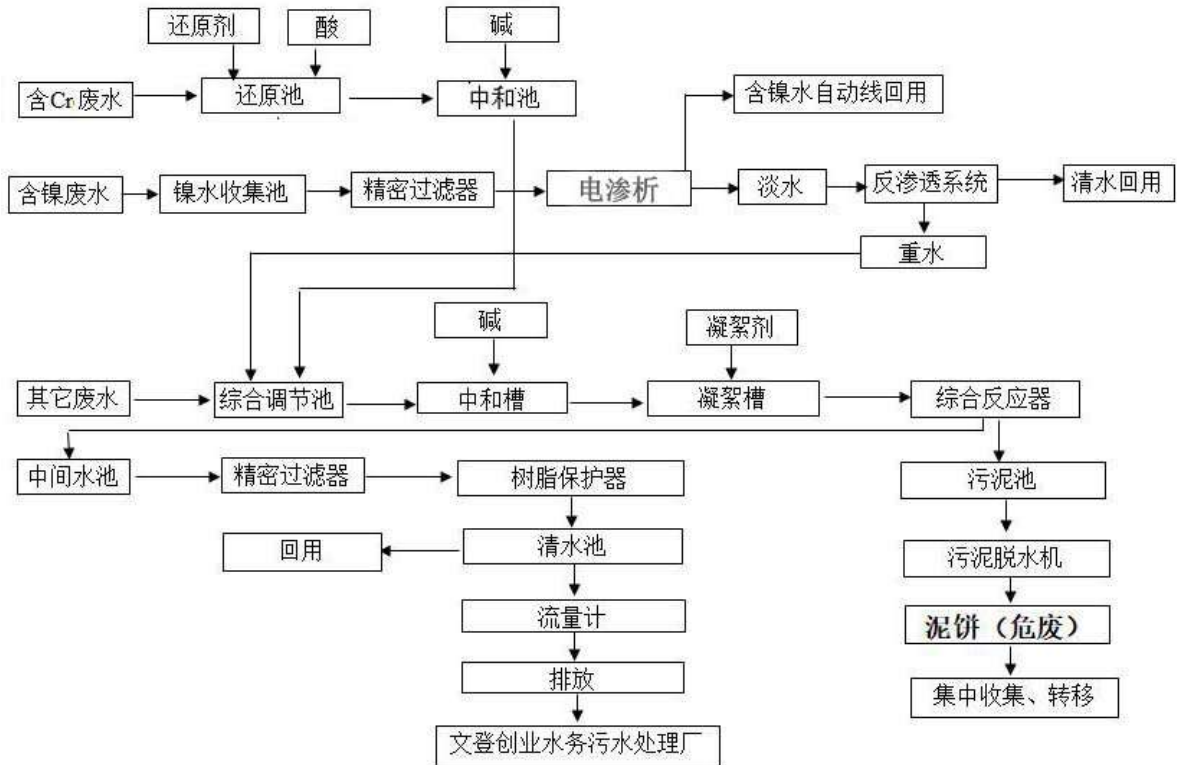 还原剂
酸
碱
含Cr废水
还原池
中和池
含镍水自动线回用
含镍废水
镍水收集池
精密过滤器
电渗析
淡水
反渗透系统
清水回用
重水
碱
凝絮剂
其它废水
综合调节池
中和槽
凝絮槽
综合反应器
中间水池
精密过滤器
树脂保护器
污泥池
回用
清水池
污泥脱水机
流量计
泥饼（危废）
排放
集中收集、转移
文登创业水务污水处理厂